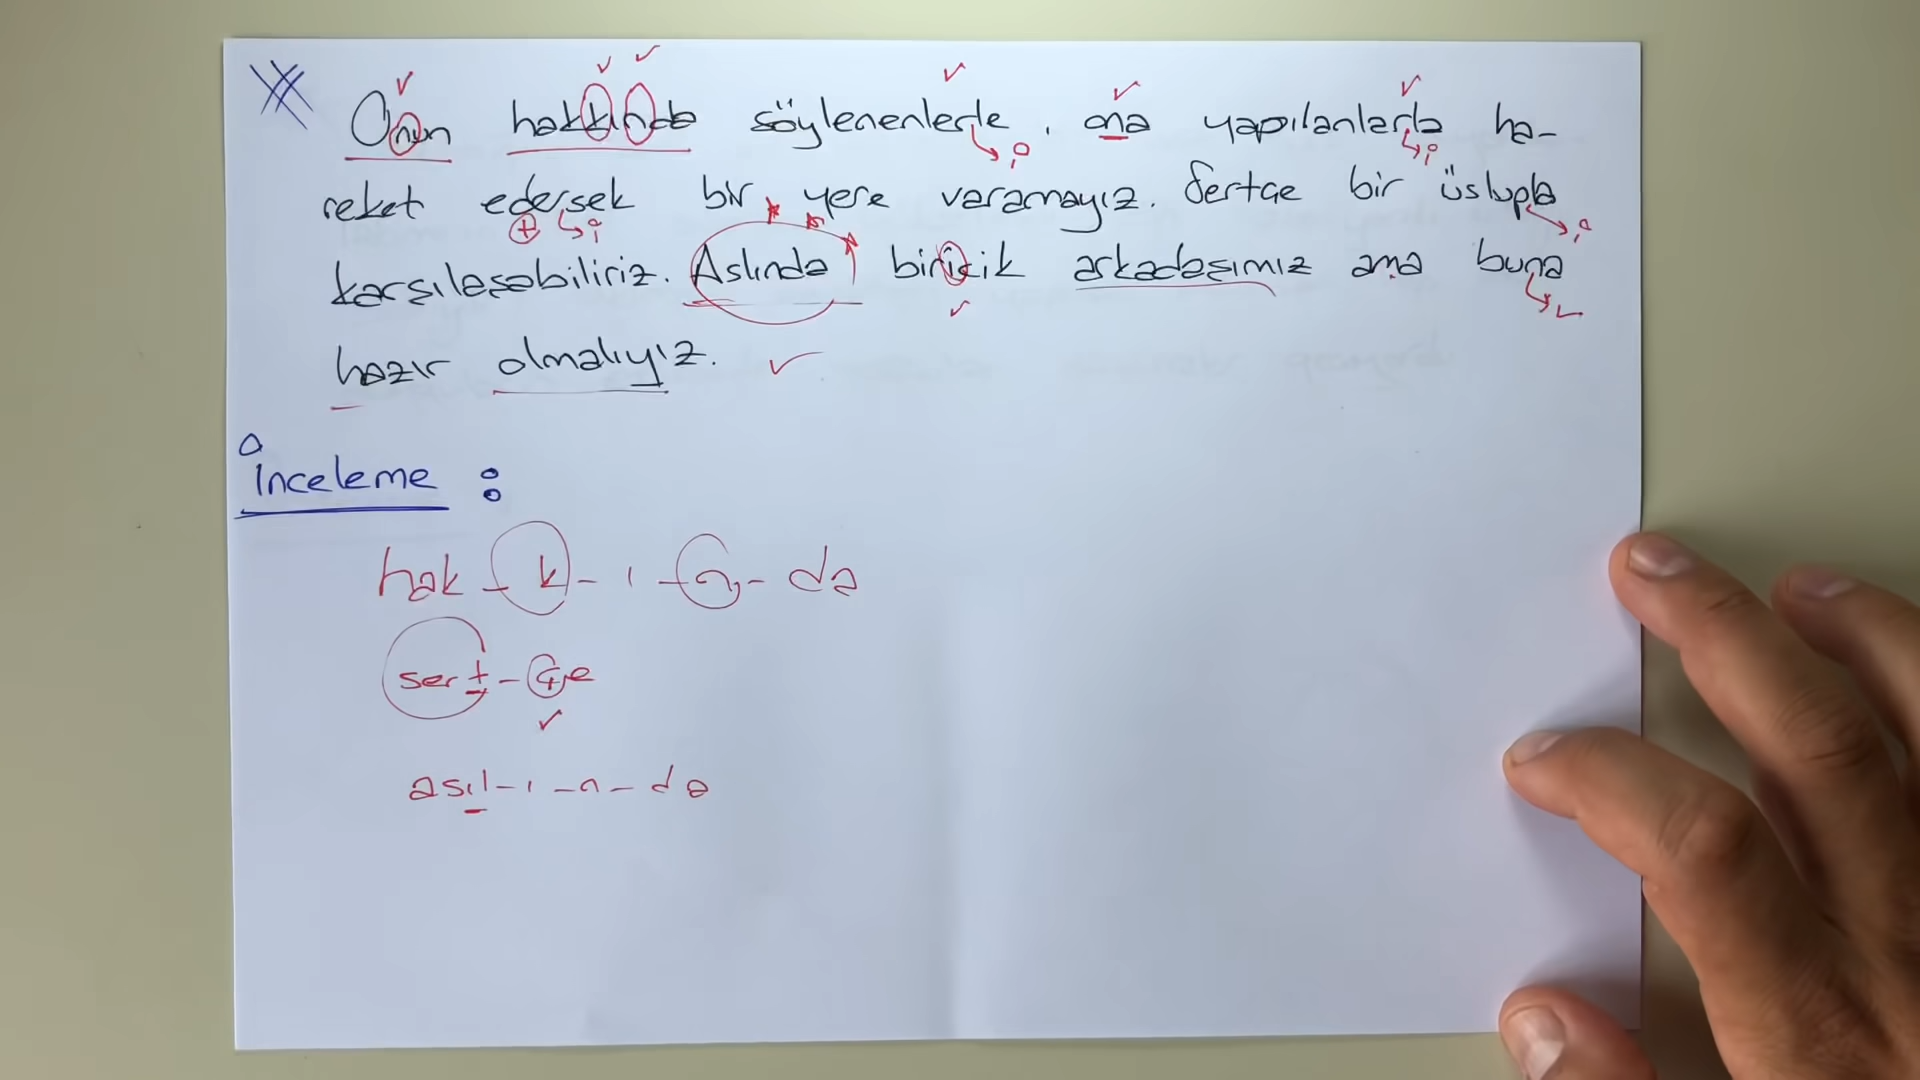 Onun hakkında söylenenlerle, ona yapılanlarla ha-
reket edersek bir yere varamayız. Sertçe bir üslupla
karşılaşabiliriz. Aslında biricik arkadaşımız ama buna
hazır olmalıyız.
İnceleme :
hak - k - ı - n - da
sert - çe
asıl - ı - n - da